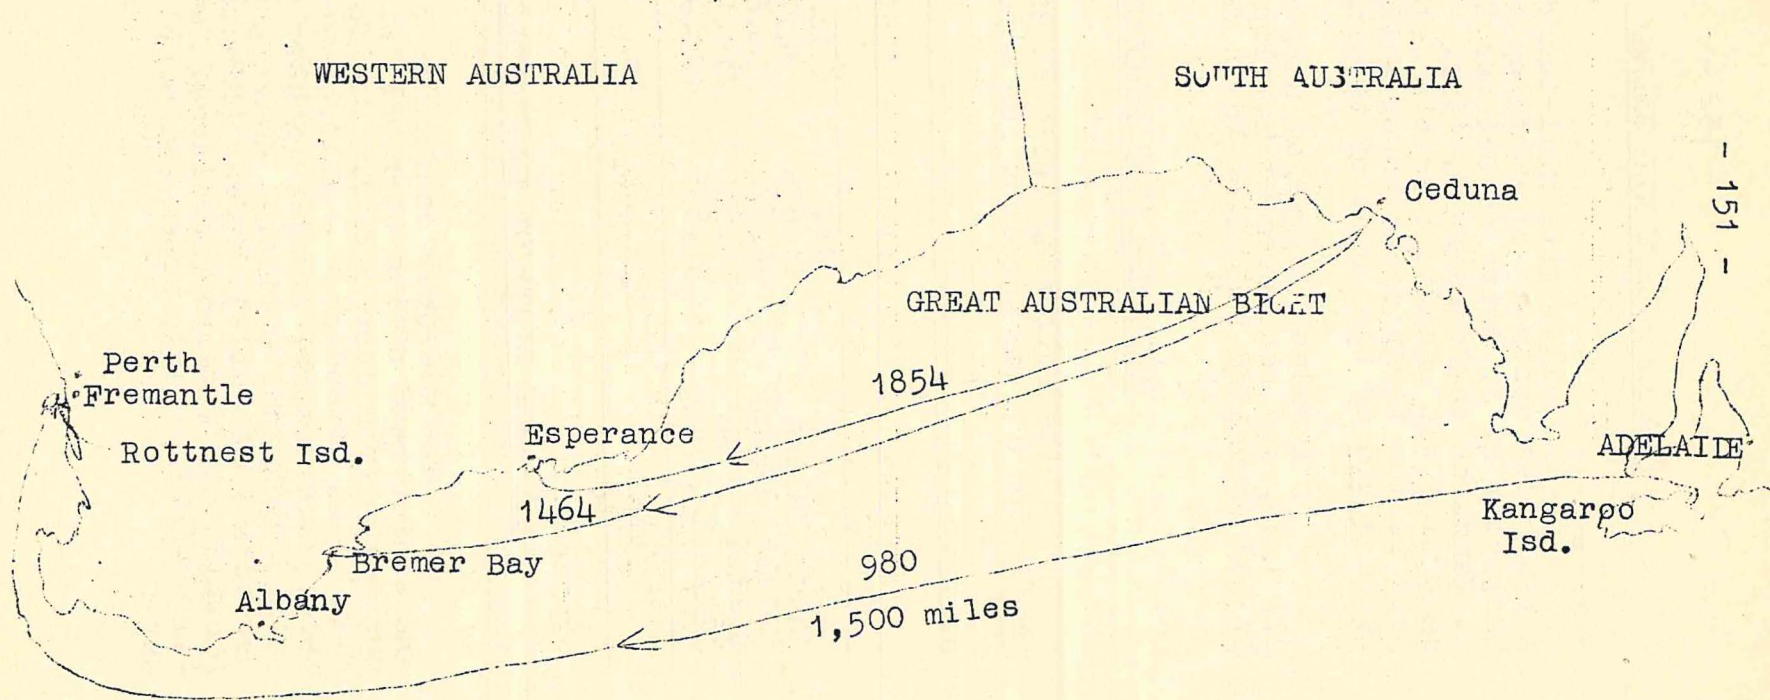 WESTERN AUSTRALIA
SOUTH AUSTRALIA
- 151 -
Ceduna
GREAT AUSTRALIAN BIGHT
Perth
Fremantle
1854
Esperance
Rottnest Isd.
ADELAIDE
1464
Kangaroo
Isd.
980
Bremer Bay
Albany
1,500 miles